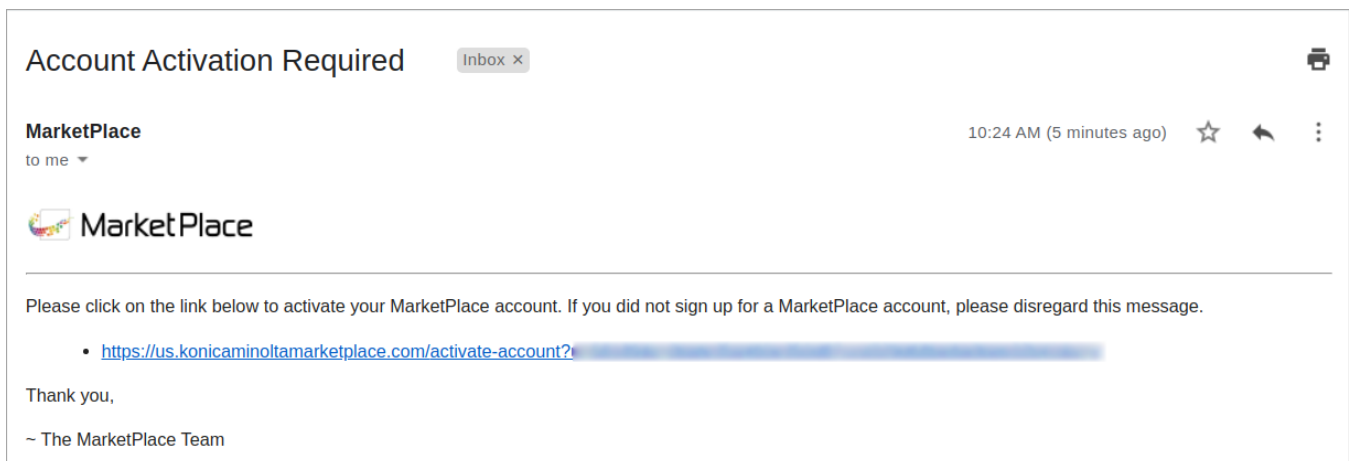 Account Activation Required
Inbox ×
MarketPlace
10:24 AM (5 minutes ago)
to me
MarketPlace
Please click on the link below to activate your MarketPlace account. If you did not sign up for a MarketPlace account, please disregard this message.
• https://us.konicaminoltamarketplace.com/activate-account?
Thank you,
~ The MarketPlace Team